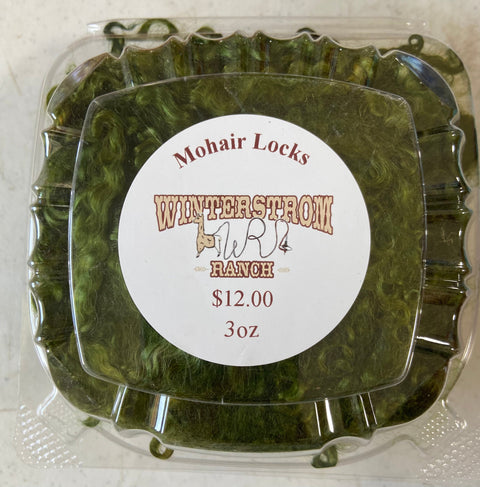 Mohair Locks
WINTERSTROM
WR
RANCH
$12.00
3oz